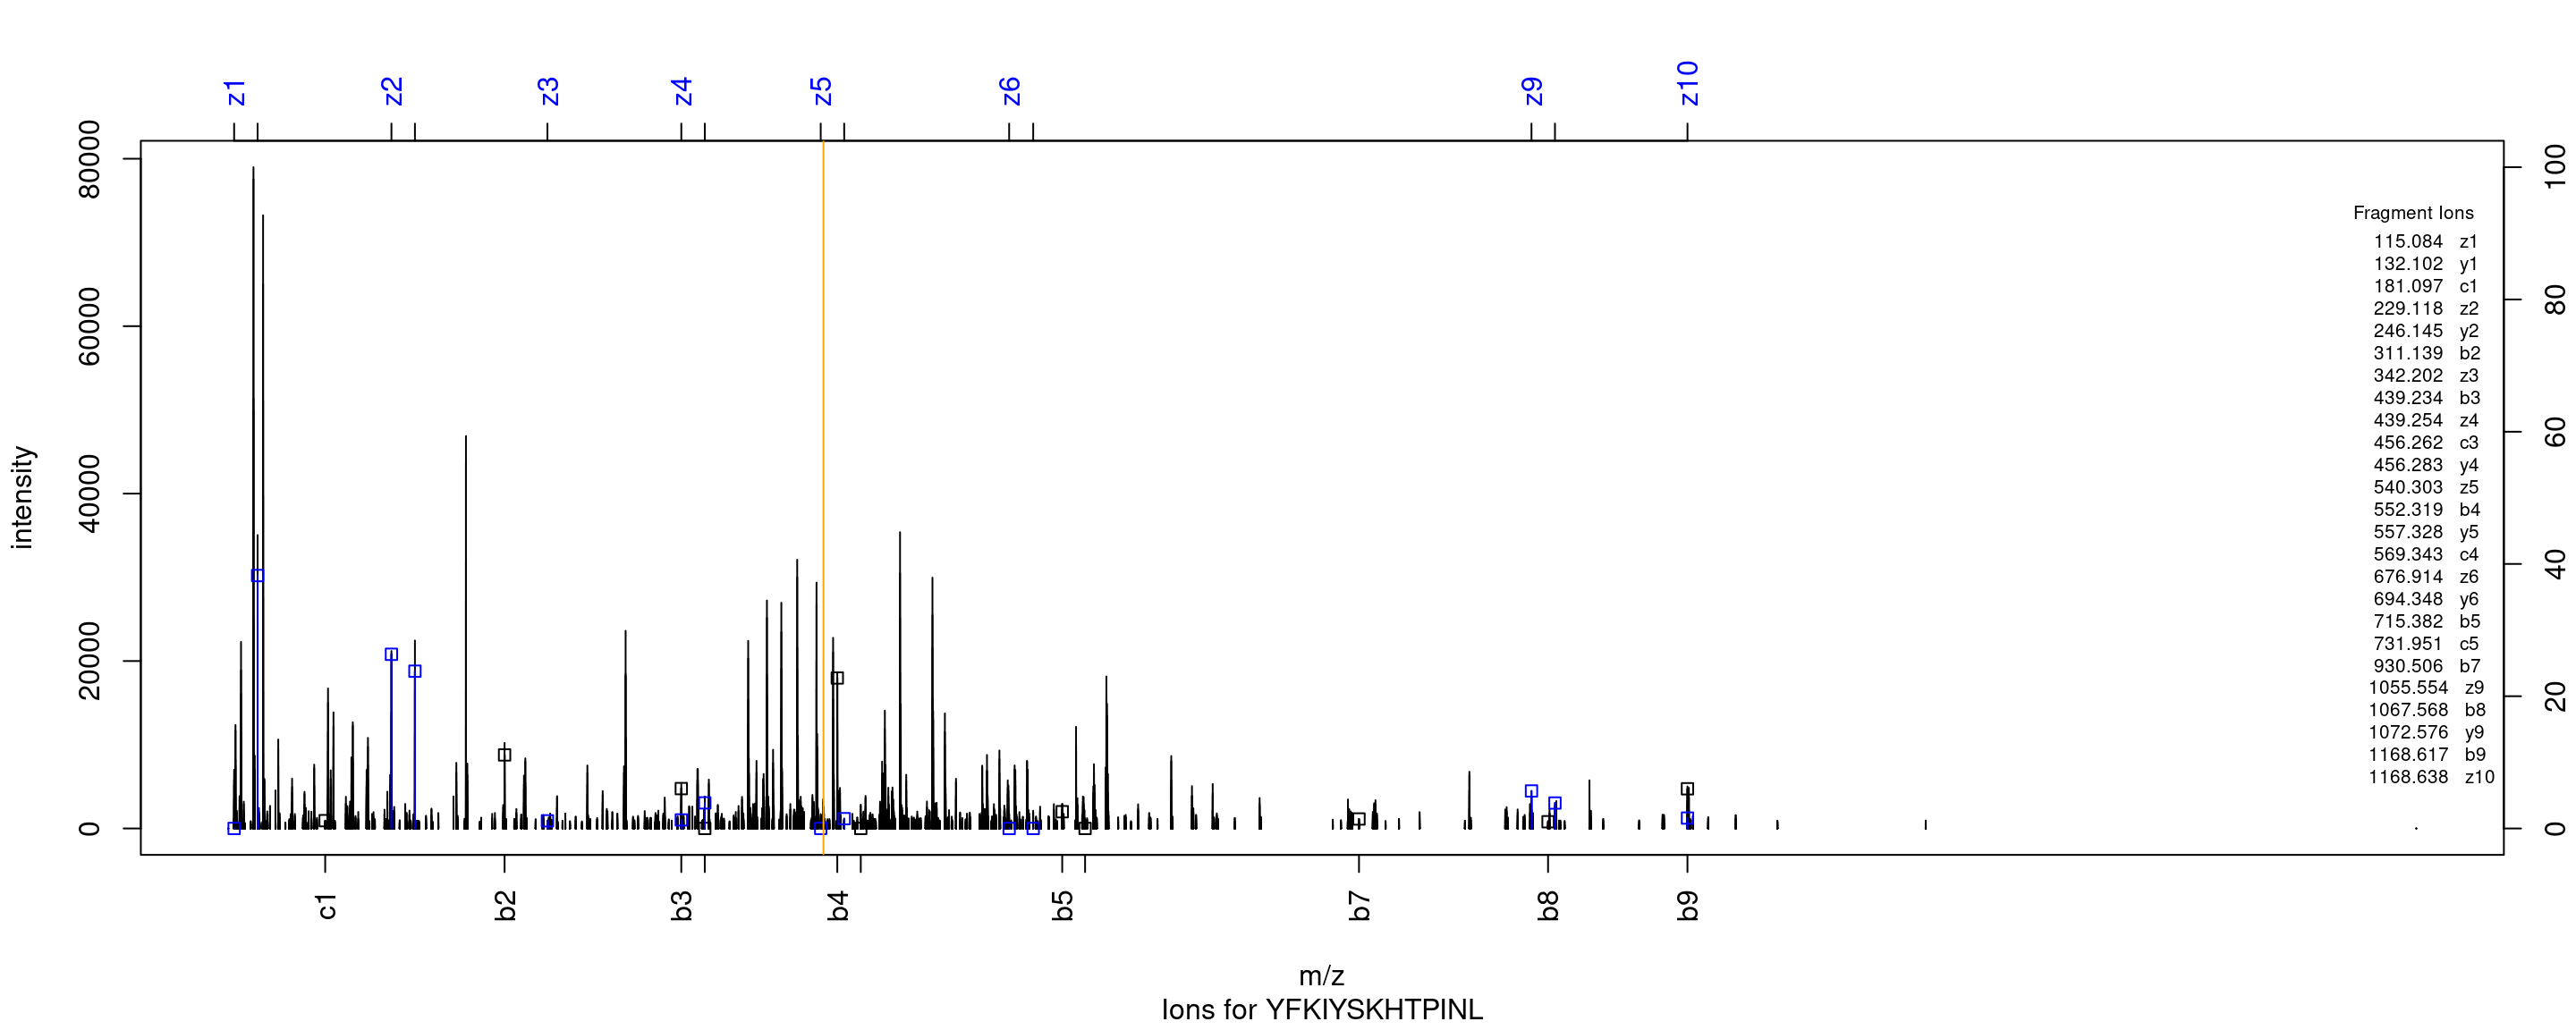 z1 z2 z3 z4 z5 z6 z9 z10
80000
60000
40000
20000
0
intensity
100
80
60
40
20
0
Fragment Ions
115.084 z1
132.102 y1
181.097 c1
229.118 z2
246.145 y2
311.139 b2
342.202 z3
439.234 b3
439.254 z4
456.262 c3
456.283 y4
540.303 z5
552.319 b4
557.328 y5
569.343 c4
676.914 z6
694.348 y6
715.382 b5
731.951 c5
930.506 b7
1055.554 z9
1067.568 b8
1072.576 y9
1168.617 b9
1168.638 z10
c1 b2 b3 b4 b5 b7 b8 b9
m/z
Ions for YFKIYSKHTPINL